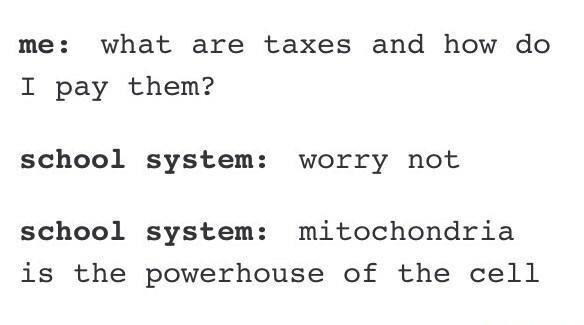 me: what are taxes and how do
I pay them?
school system: worry not
school system: mitochondria
is the powerhouse of the cell